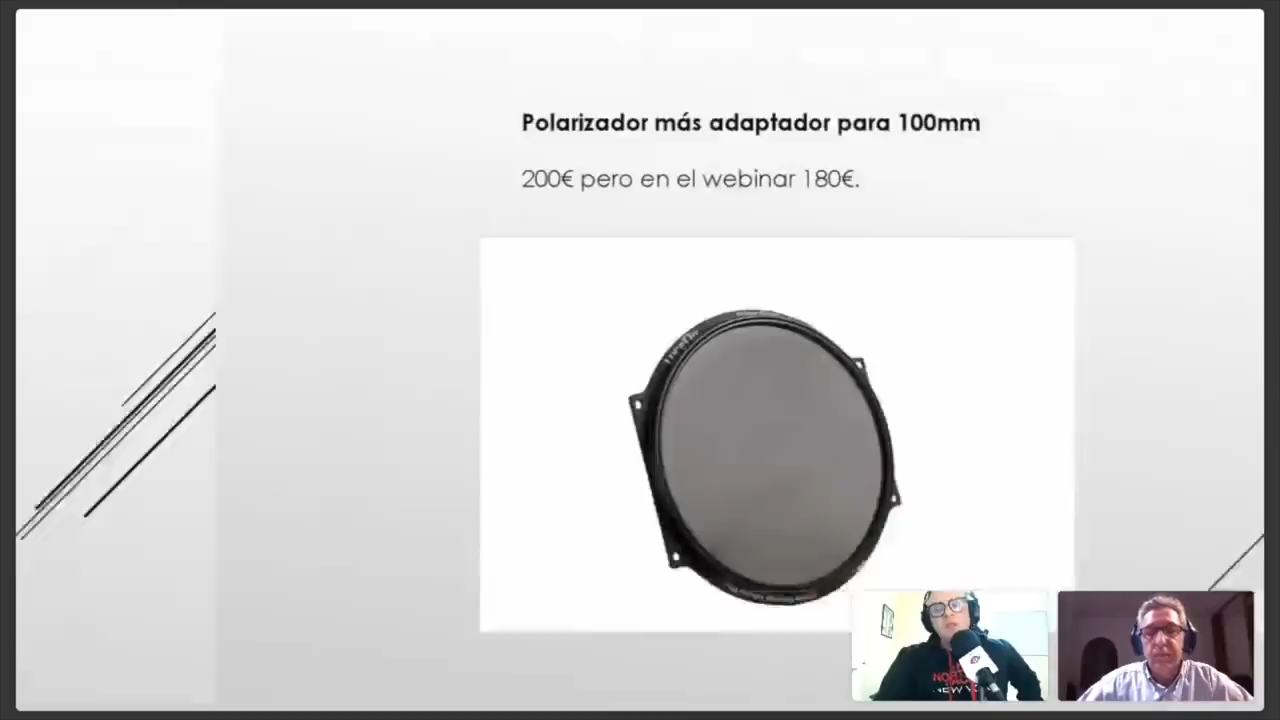 Polarizador más adaptador para 100mm
200€ pero en el webinar 180€.